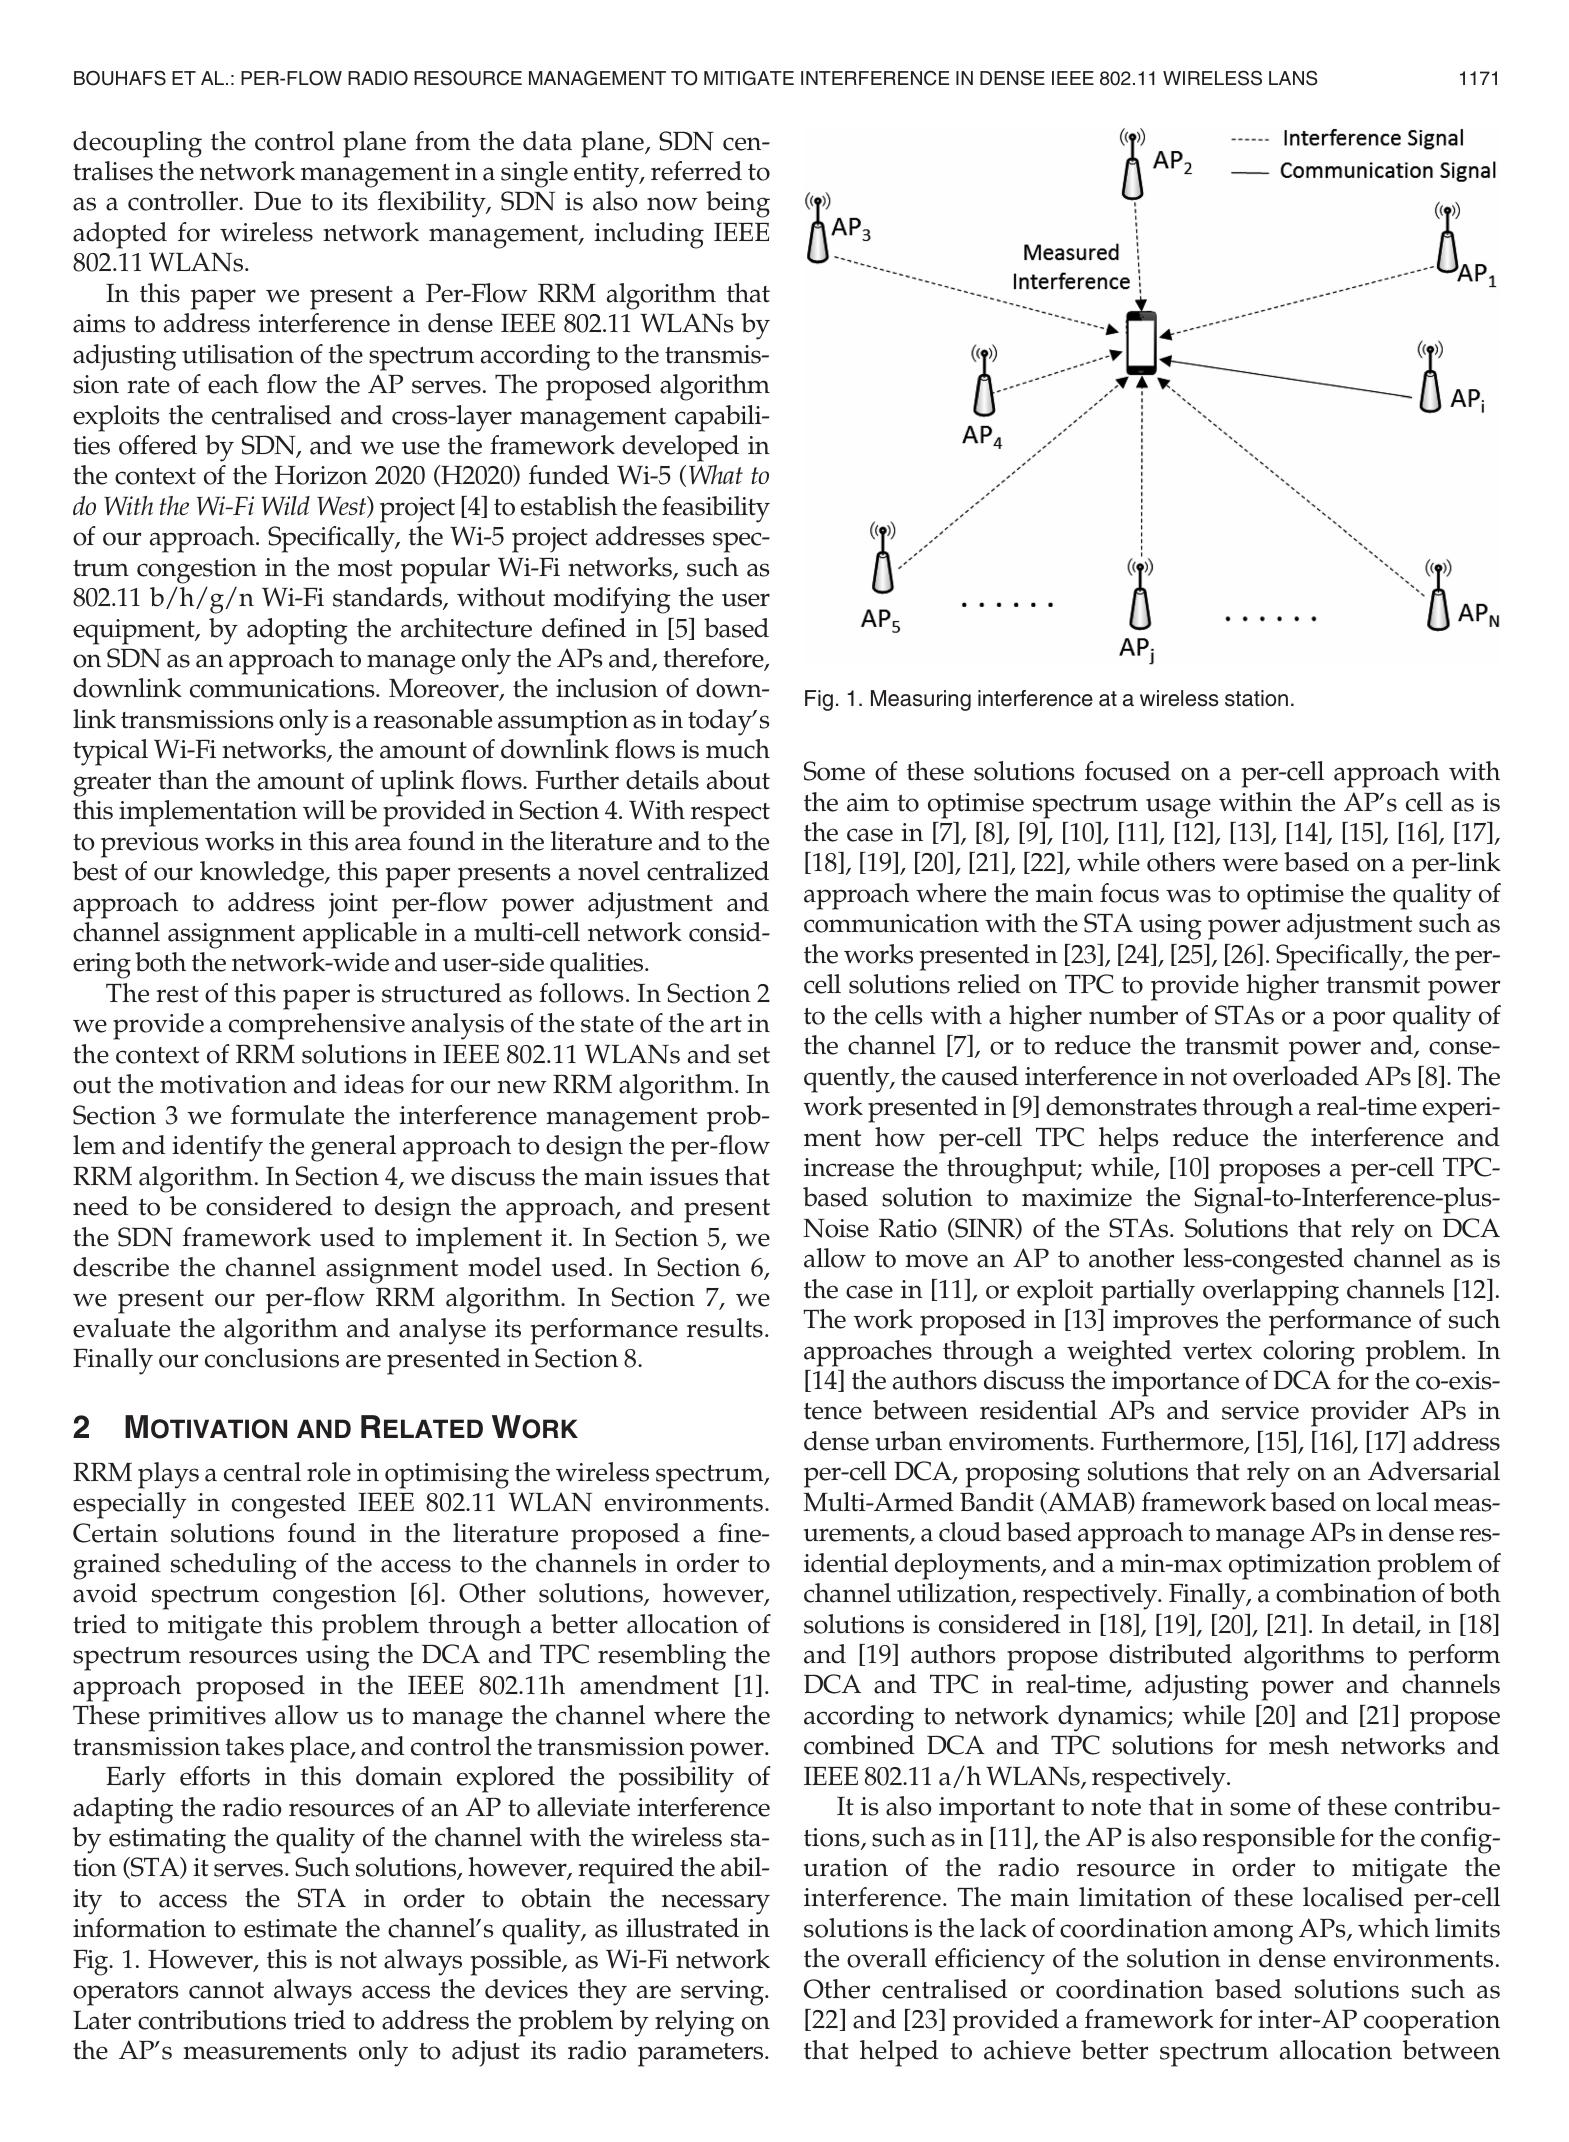 BOUHAFS ET AL.: PER-FLOW RADIO RESOURCE MANAGEMENT TO MITIGATE INTERFERENCE IN DENSE IEEE 802.11 WIRELESS LANS 1171
decoupling the control plane from the data plane, SDN cen-
tralises the network management in a single entity, referred to
as a controller. Due to its flexibility, SDN is also now being
adopted for wireless network management, including IEEE
802.11 WLANs.
In this paper we present a Per-Flow RRM algorithm that
aims to address interference in dense IEEE 802.11 WLANs by
adjusting utilisation of the spectrum according to the transmis-
sion rate of each flow the AP serves. The proposed algorithm
exploits the centralised and cross-layer management capabili-
ties offered by SDN, and we use the framework developed in
the context of the Horizon 2020 (H2020) funded Wi-5 (What to
do With the Wi-Fi Wild West) project [4] to establish the feasibility
of our approach. Specifically, the Wi-5 project addresses spec-
trum congestion in the most popular Wi-Fi networks, such as
802.11 b/h/g/n Wi-Fi standards, without modifying the user
equipment, by adopting the architecture defined in [5] based
on SDN as an approach to manage only the APs and, therefore,
downlink communications. Moreover, the inclusion of down-
link transmissions only is a reasonable assumption as in today's
typical Wi-Fi networks, the amount of downlink flows is much
greater than the amount of uplink flows. Further details about
this implementation will be provided in Section 4. With respect
to previous works in this area found in the literature and to the
best of our knowledge, this paper presents a novel centralized
approach to address joint per-flow power adjustment and
channel assignment applicable in a multi-cell network consid-
ering both the network-wide and user-side qualities.
The rest of this paper is structured as follows. In Section 2
we provide a comprehensive analysis of the state of the art in
the context of RRM solutions in IEEE 802.11 WLANs and set
out the motivation and ideas for our new RRM algorithm. In
Section 3 we formulate the interference management prob-
lem and identify the general approach to design the per-flow
RRM algorithm. In Section 4, we discuss the main issues that
need to be considered to design the approach, and present
the SDN framework used to implement it. In Section 5, we
describe the channel assignment model used. In Section 6,
we present our per-flow RRM algorithm. In Section 7, we
evaluate the algorithm and analyse its performance results.
Finally our conclusions are presented in Section 8.
2 MOTIVATION AND RELATED WORK
RRM plays a central role in optimising the wireless spectrum,
especially in congested IEEE 802.11 WLAN environments.
Certain solutions found in the literature proposed a fine-
grained scheduling of the access to the channels in order to
avoid spectrum congestion [6]. Other solutions, however,
tried to mitigate this problem through a better allocation of
spectrum resources using the DCA and TPC resembling the
approach proposed in the IEEE 802.11h amendment [1].
These primitives allow us to manage the channel where the
transmission takes place, and control the transmission power.
Early efforts in this domain explored the possibility of
adapting the radio resources of an AP to alleviate interference
by estimating the quality of the channel with the wireless sta-
tion (STA) it serves. Such solutions, however, required the abil-
ity to access the STA in order to obtain the necessary
information to estimate the channel's quality, as illustrated in
Fig. 1. However, this is not always possible, as Wi-Fi network
operators cannot always access the devices they are serving.
Later contributions tried to address the problem by relying on
the AP's measurements only to adjust its radio parameters.
Interference Signal
Communication Signal
AP2
AP3
AP1
Measured
Interference
APi
AP4
AP5
......
APj
......
APN
Fig. 1. Measuring interference at a wireless station.
Some of these solutions focused on a per-cell approach with
the aim to optimise spectrum usage within the AP's cell as is
the case in [7], [8], [9], [10], [11], [12], [13], [14], [15], [16], [17],
[18], [19], [20], [21], [22], while others were based on a per-link
approach where the main focus was to optimise the quality of
communication with the STA using power adjustment such as
the works presented in [23], [24], [25], [26]. Specifically, the per-
cell solutions relied on TPC to provide higher transmit power
to the cells with a higher number of STAs or a poor quality of
the channel [7], or to reduce the transmit power and, conse-
quently, the caused interference in not overloaded APs [8]. The
work presented in [9] demonstrates through a real-time experi-
ment how per-cell TPC helps reduce the interference and
increase the throughput; while, [10] proposes a per-cell TPC-
based solution to maximize the Signal-to-Interference-plus-
Noise Ratio (SINR) of the STAs. Solutions that rely on DCA
allow to move an AP to another less-congested channel as is
the case in [11], or exploit partially overlapping channels [12].
The work proposed in [13] improves the performance of such
approaches through a weighted vertex coloring problem. In
[14] the authors discuss the importance of DCA for the co-exis-
tence between residential APs and service provider APs in
dense urban enviroments. Furthermore, [15], [16], [17] address
per-cell DCA, proposing solutions that rely on an Adversarial
Multi-Armed Bandit (AMAB) framework based on local meas-
urements, a cloud based approach to manage APs in dense res-
idential deployments, and a min-max optimization problem of
channel utilization, respectively. Finally, a combination of both
solutions is considered in [18], [19], [20], [21]. In detail, in [18]
and [19] authors propose distributed algorithms to perform
DCA and TPC in real-time, adjusting power and channels
according to network dynamics; while [20] and [21] propose
combined DCA and TPC solutions for mesh networks and
IEEE 802.11 a/h WLANs, respectively.
It is also important to note that in some of these contribu-
tions, such as in [11], the AP is also responsible for the config-
uration of the radio resource in order to mitigate the
interference. The main limitation of these localised per-cell
solutions is the lack of coordination among APs, which limits
the overall efficiency of the solution in dense environments.
Other centralised or coordination based solutions such as
[22] and [23] provided a framework for inter-AP cooperation
that helped to achieve better spectrum allocation between